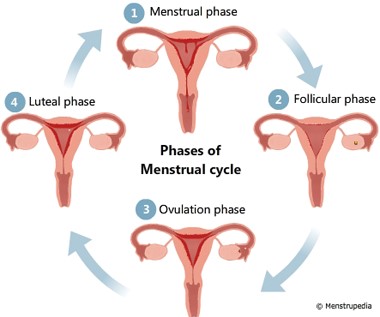 1 Menstrual phase
2 Follicular phase
4 Luteal phase
Phases of
Menstrual cycle
3 Ovulation phase
© Menstrupedia